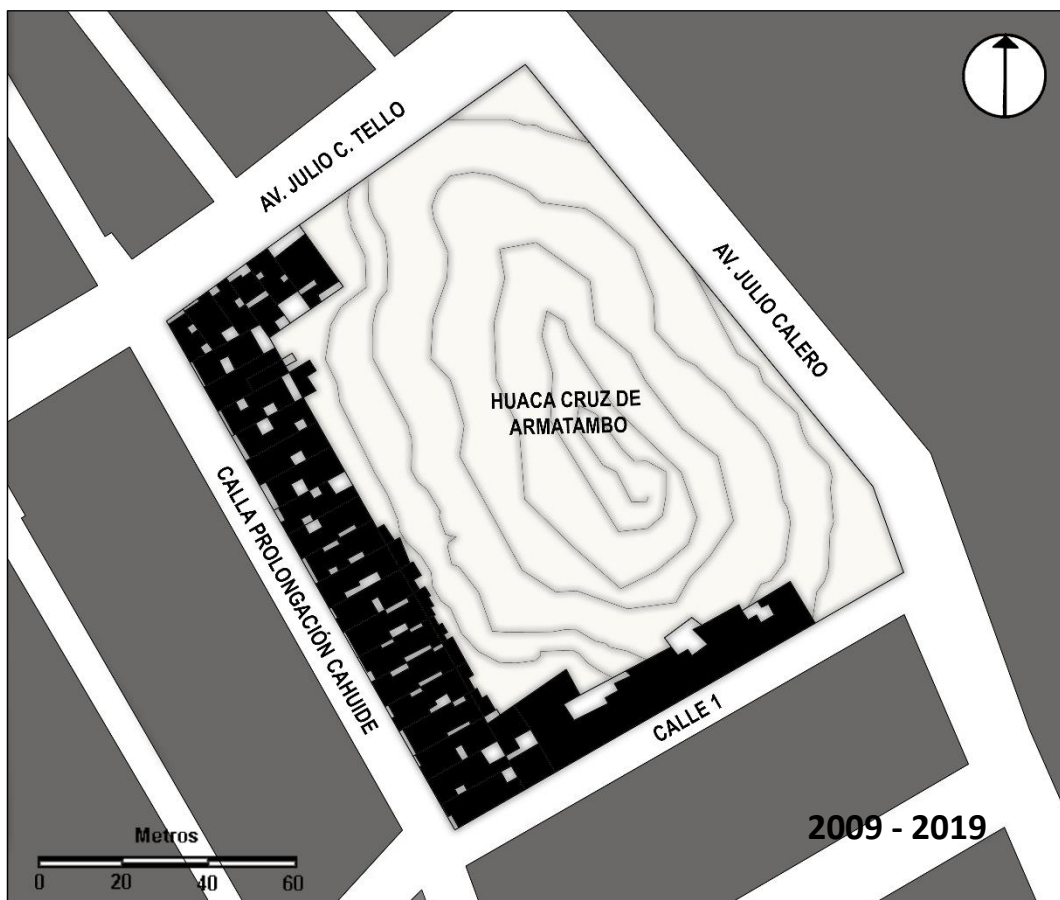 AV. JULIO C. TELLO
AV. JULIO CALERO
HUACA CRUZ DE
ARMATAMBO
CALLA PROLONGACIÓN CAHUIDE
CALLE 1
2009 - 2019
Metros
0 20 40 60